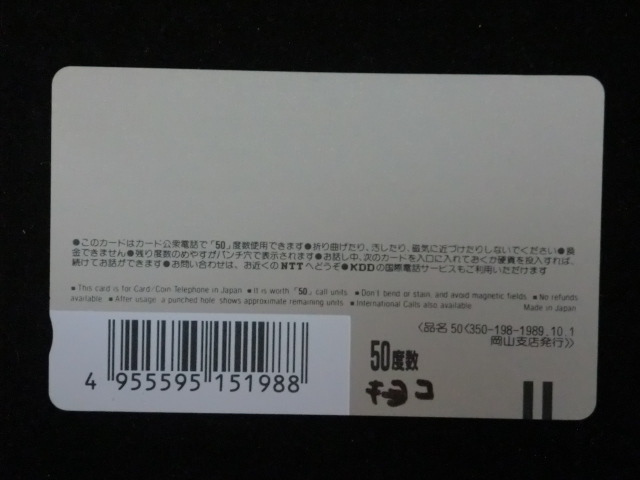 ●このカードはカード公衆電話で「50」度数使用できます●折り曲げたり、汚したり、磁気に近づけたりしないでください●換
金できません●残り度数のめやすがパンチ穴で表示されます●お話し中、次のカードを入口に入れておくか硬貨を投入すれば、
続けてお話ができます●お問い合わせは、お近くのNTTへどうぞ●KDDの国際電話サービスもご利用いただけます
■ This card is for Card/Coin Telephone in Japan ■ It is worth「50」call units ■ Don't bend or stain, and avoid magnetic fields ■ No refunds
available ■ After usage a punched hole shows approximate remaining units ■ International Calls also available Made in Japan
〈品名 50〈350-198-1989.10.1
岡山支店発行〉〉
50度数
4 955595 151988